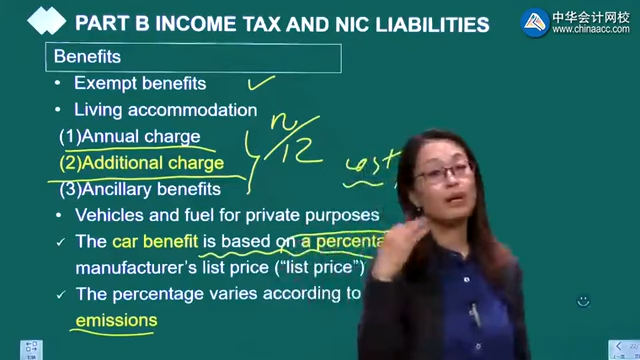 PART B INCOME TAX AND NIC LIABILITIES
中华会计网校
www.chinaacc.com
Benefits
• Exempt benefits
• Living accommodation
(1)Annual charge
n/12
(2)Additional charge
cost
(3)Ancillary benefits
• Vehicles and fuel for private purposes
✓ The car benefit is based on a percenta
manufacturer's list price ("list price")
✓ The percentage varies according to
emissions